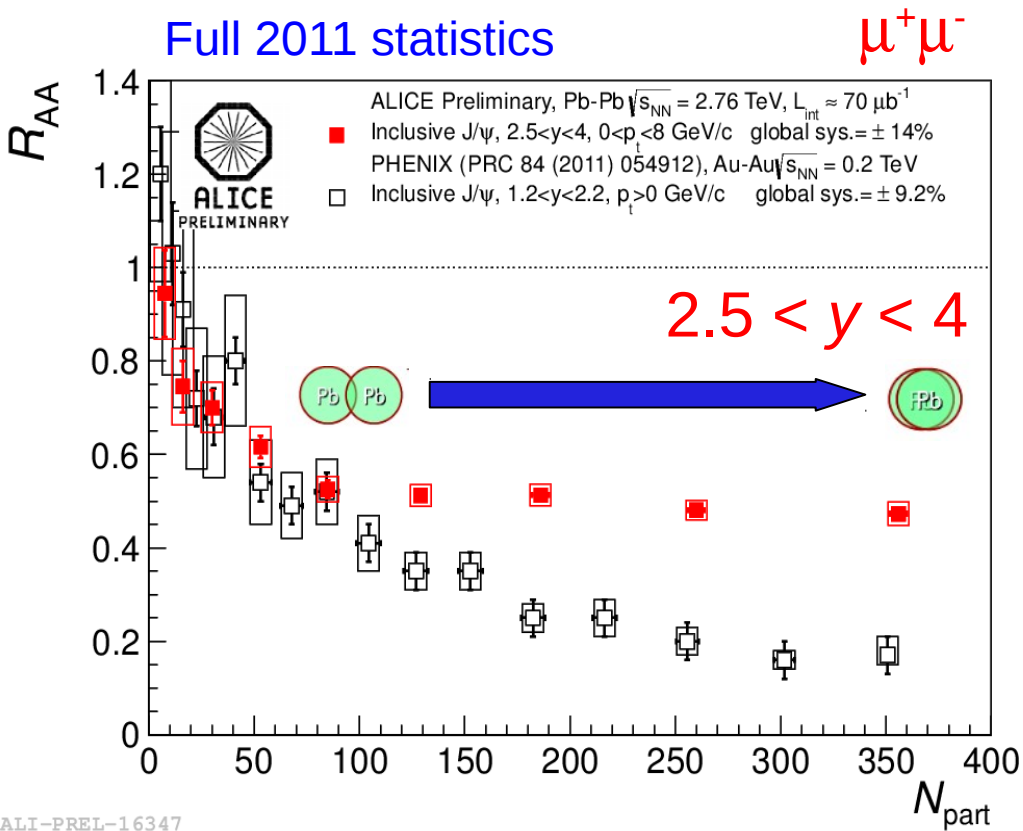 Full 2011 statistics
μ⁺μ⁻
R_AA
1.4
1.2
1
0.8
0.6
0.4
0.2
0
ALICE
PRELIMINARY
ALICE Preliminary, Pb-Pb √s_NN = 2.76 TeV, L_int ≈ 70 μb⁻¹
Inclusive J/ψ, 2.5<y<4, 0<p_t<8 GeV/c global sys.= ± 14%
PHENIX (PRC 84 (2011) 054912), Au-Au √s_NN = 0.2 TeV
Inclusive J/ψ, 1.2<y<2.2, p_t>0 GeV/c global sys.= ± 9.2%
2.5 < y < 4
Pb Pb
Pb
0 50 100 150 200 250 300 350 400
N_part
ALI-PREL-16347